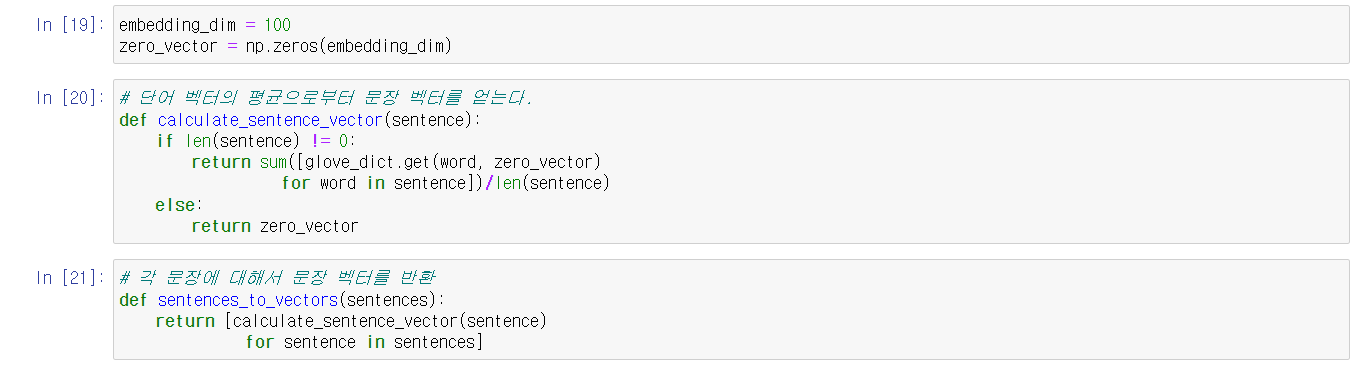 In [19]: embedding_dim = 100
zero_vector = np.zeros(embedding_dim)
In [20]: # 단어 벡터의 평균으로부터 문장 벡터를 얻는다.
def calculate_sentence_vector(sentence):
    if len(sentence) != 0:
        return sum([glove_dict.get(word, zero_vector)
                  for word in sentence])/len(sentence)
    else:
        return zero_vector
In [21]: # 각 문장에 대해서 문장 벡터를 반환
def sentences_to_vectors(sentences):
    return [calculate_sentence_vector(sentence)
              for sentence in sentences]